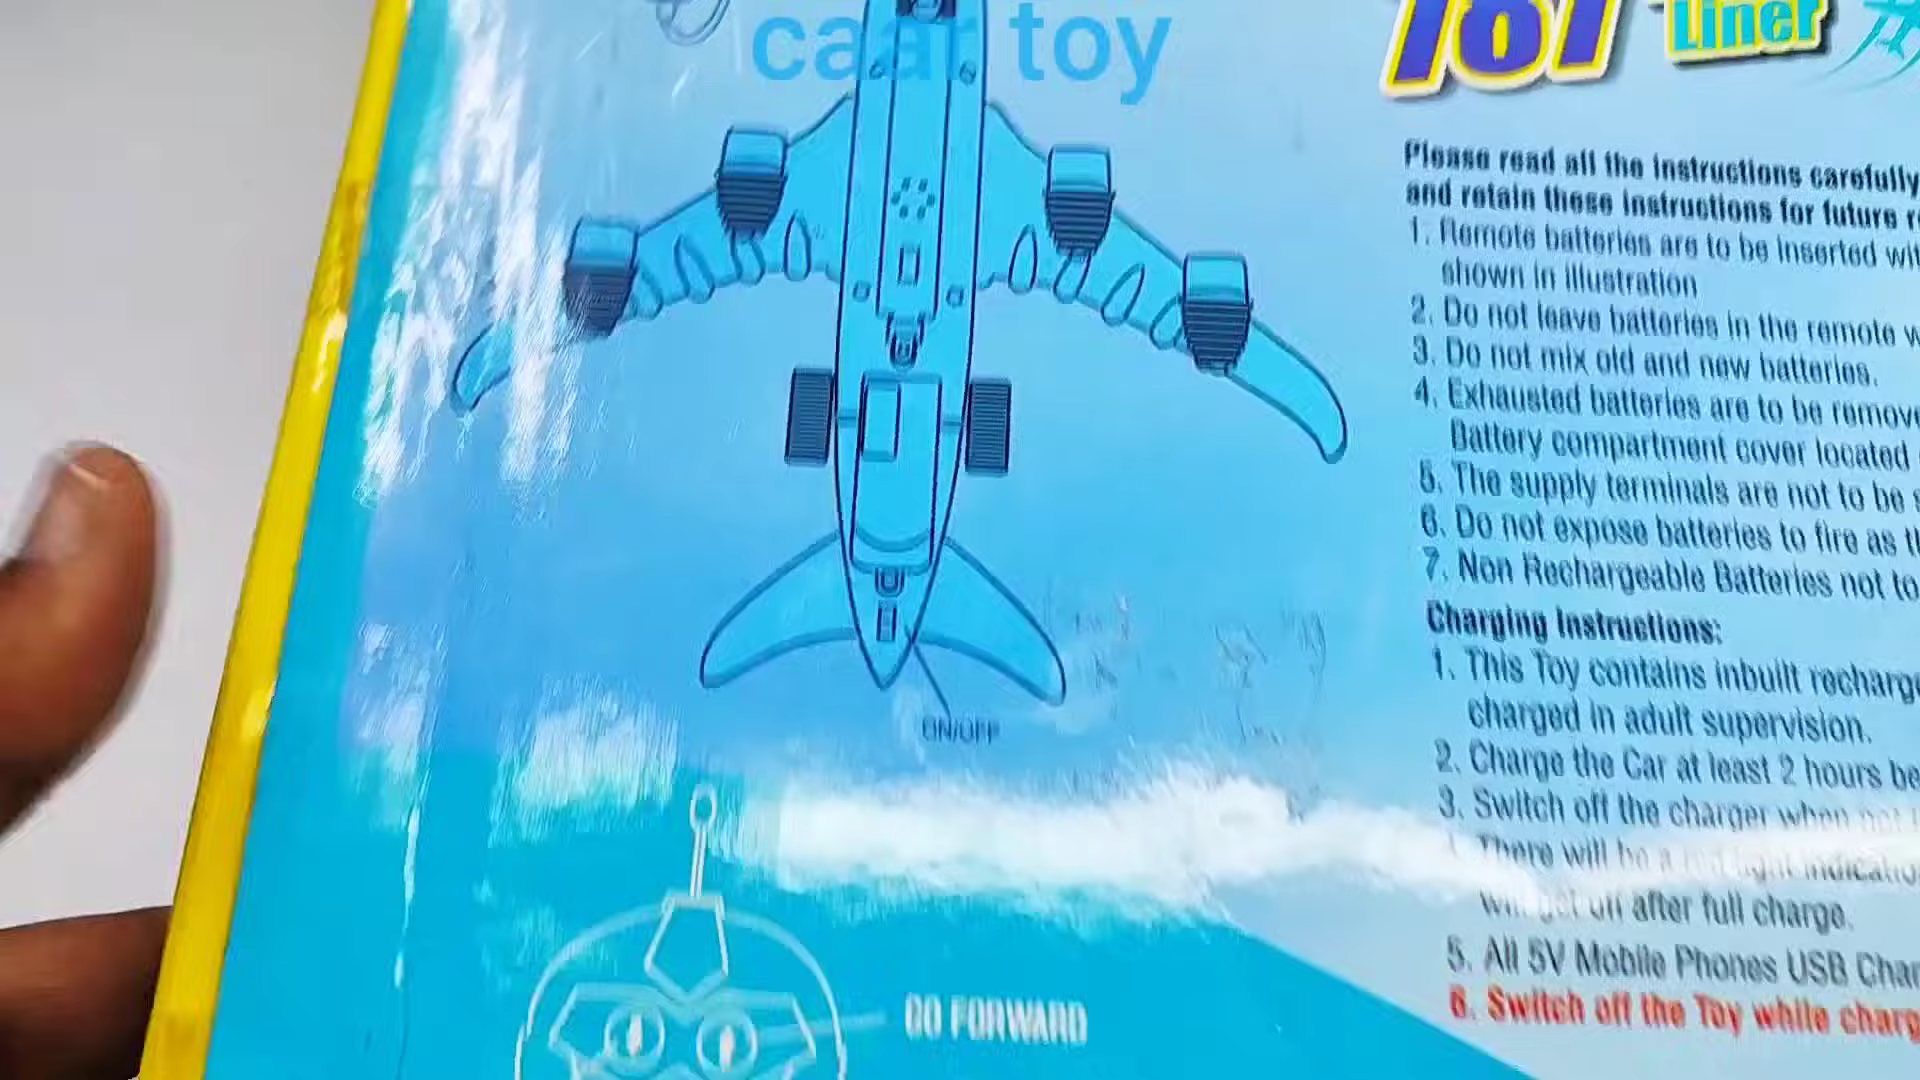 caar toy
787
Liner
Please read all the instructions carefully
and retain these instructions for future
1. Remote batteries are to be inserted
shown in illustration
2. Do not leave batteries in the remote
3. Do not mix old and new batteries.
4. Exhausted batteries are to be
Battery compartment cover located
5. The supply terminals are not to be
6. Do not expose batteries to fire as
7. Non Rechargeable Batteries not to
Charging Instructions:
1. This Toy contains inbuilt
charged in adult supervision.
2. Charge the Car at least 2 hours
3. Switch off the charger when not
There will be a red light
will get off after full charge.
5. All 5V Mobile Phones USB
6. Switch off the Toy while
ON/OFF
GO FORWARD